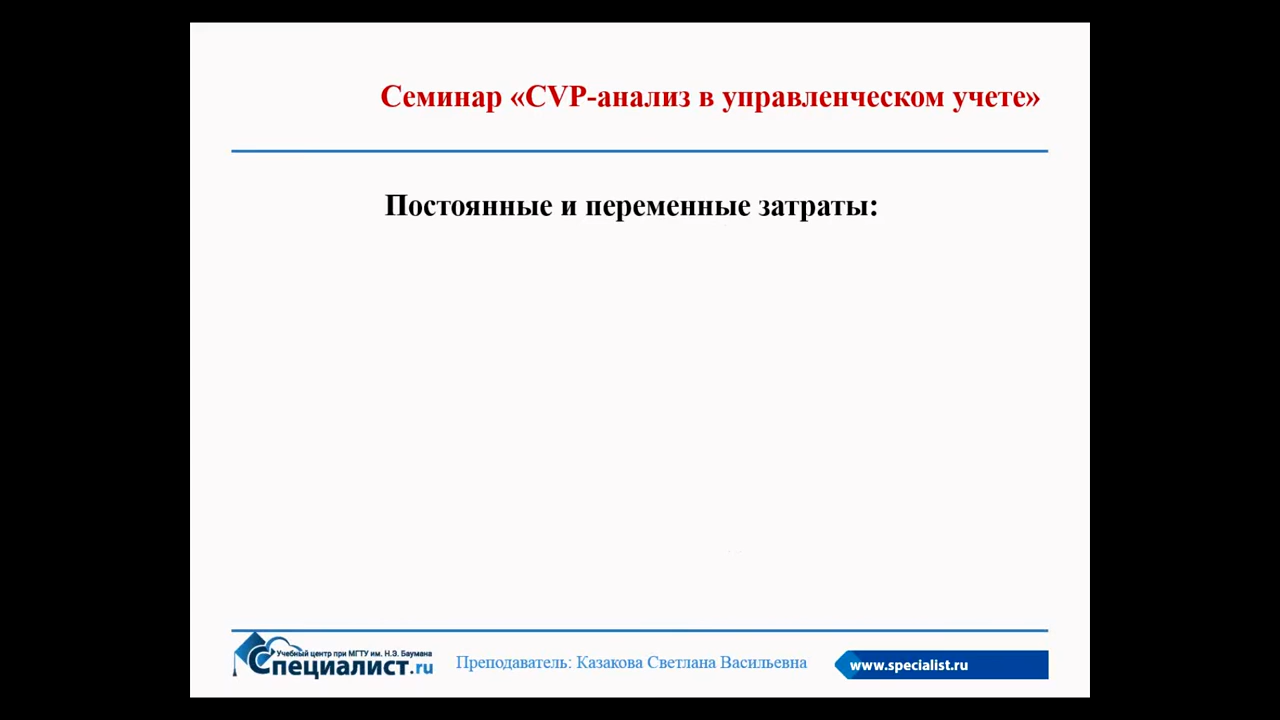 Семинар «CVP-анализ в управленческом учете»
Постоянные и переменные затраты:
Учебный центр при МГТУ им. Н.Э. Баумана
Специалист.ru
Преподаватель: Казакова Светлана Васильевна
www.specialist.ru